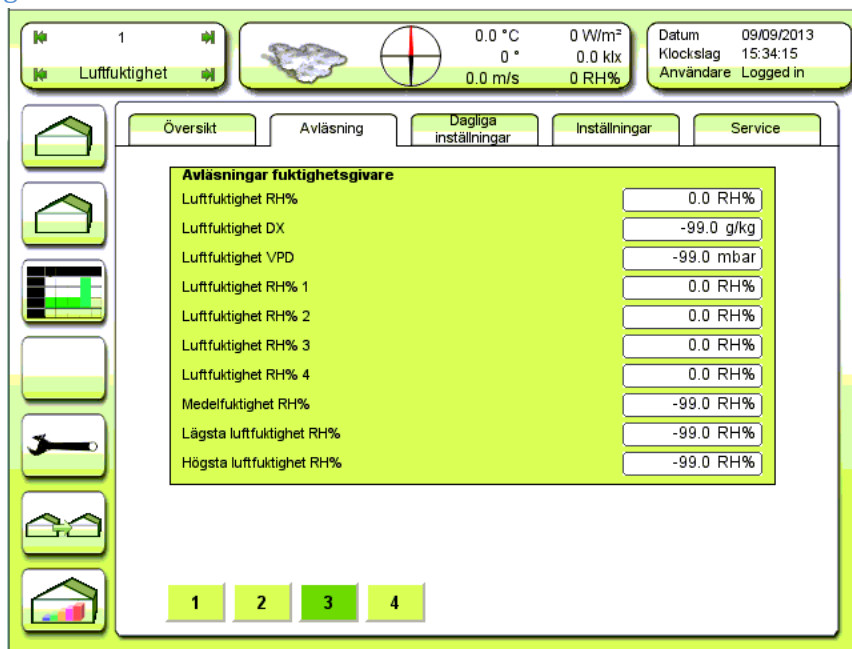 1
Luftfuktighet
0.0 °C 0 W/m²
0 ° 0.0 klx
0.0 m/s 0 RH%
Datum 09/09/2013
Klockslag 15:34:15
Användare Logged in
Översikt
Avläsning
Dagliga
inställningar
Inställningar
Service
Avläsningar fuktighetsgivare
Luftfuktighet RH% 0.0 RH%
Luftfuktighet DX -99.0 g/kg
Luftfuktighet VPD -99.0 mbar
Luftfuktighet RH% 1 0.0 RH%
Luftfuktighet RH% 2 0.0 RH%
Luftfuktighet RH% 3 0.0 RH%
Luftfuktighet RH% 4 0.0 RH%
Medelfuktighet RH% -99.0 RH%
Lägsta luftfuktighet RH% -99.0 RH%
Högsta luftfuktighet RH% -99.0 RH%
1 2 3 4